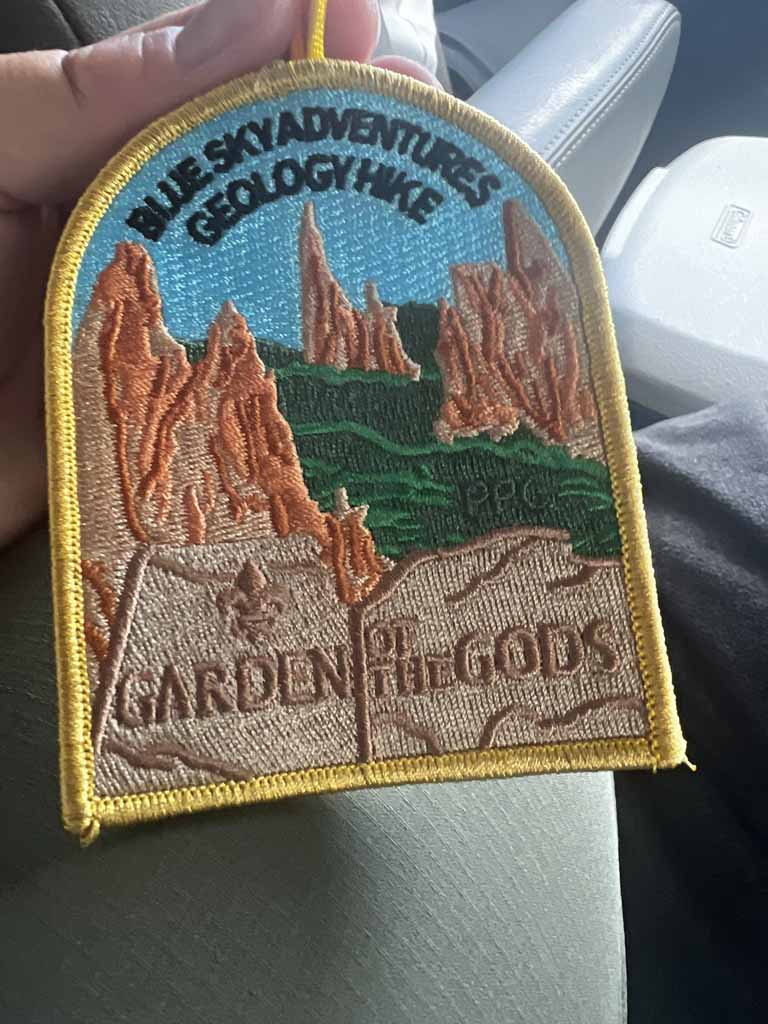 BLUE SKY ADVENTURES
GEOLOGY HIKE
PPC
GARDEN OF THE GODS